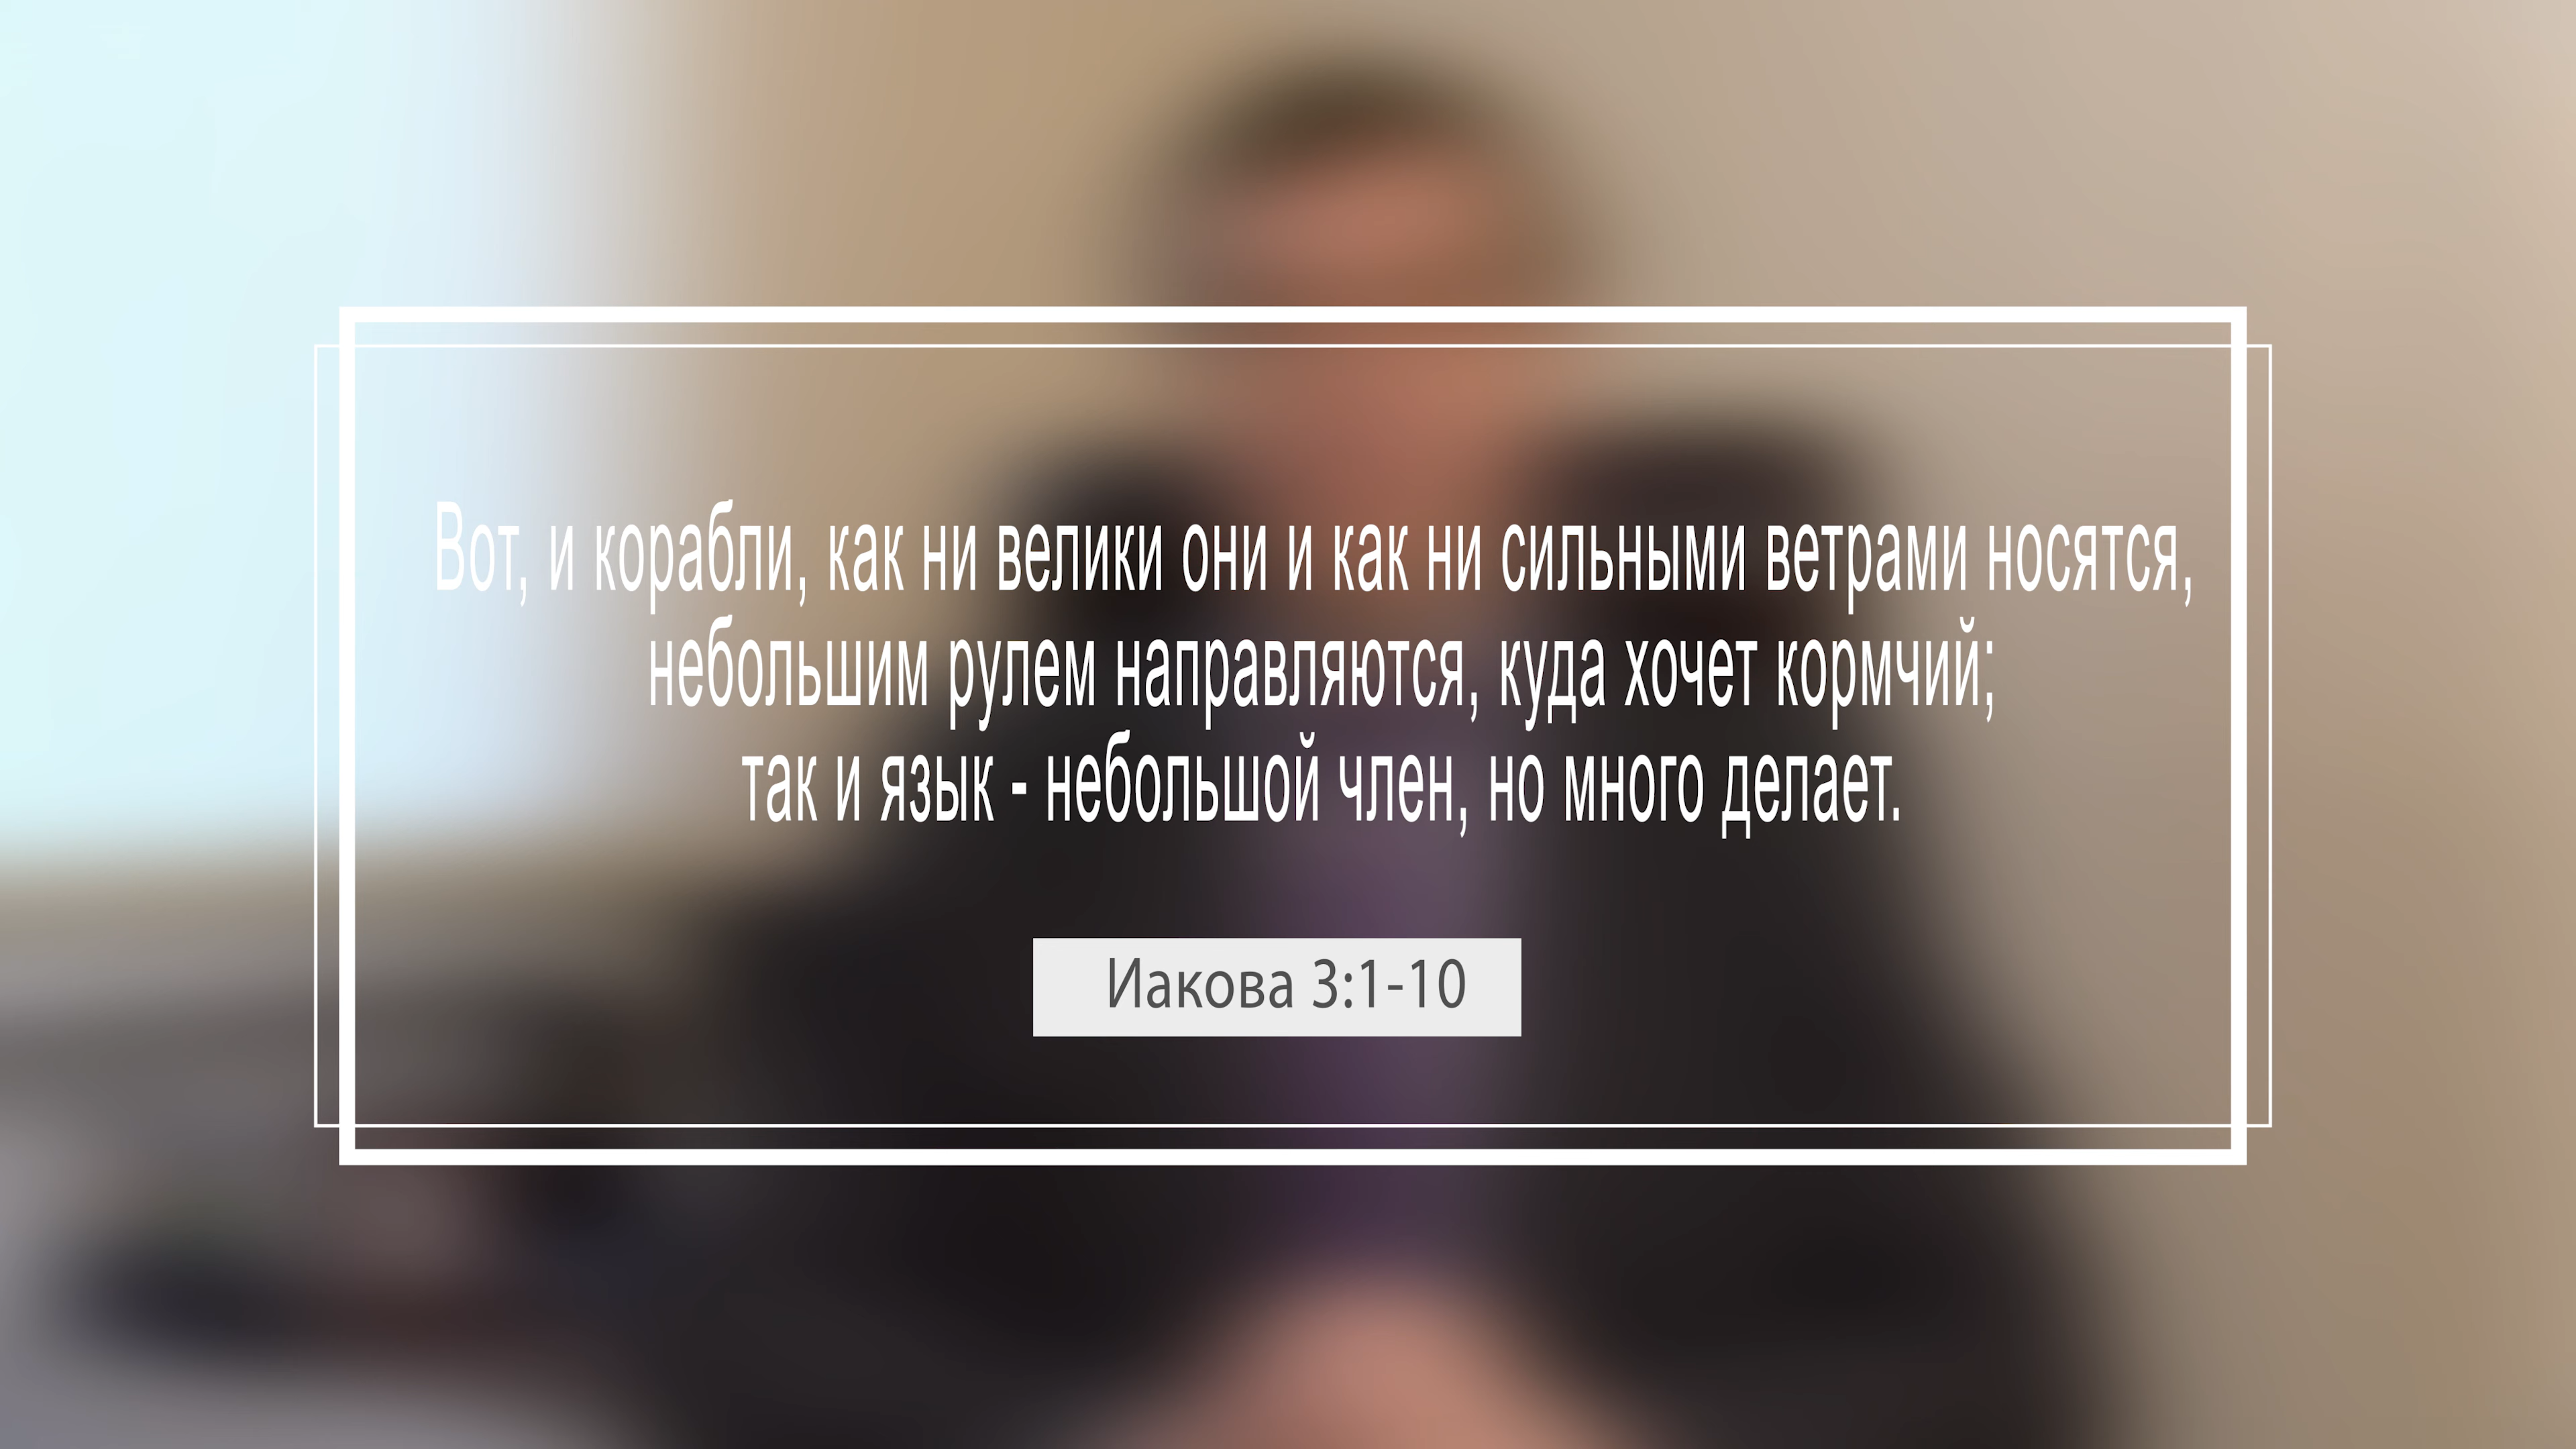 Вот, и корабли, как ни велики они и как ни сильными ветрами носятся,
небольшим рулем направляются, куда хочет кормчий;
так и язык - небольшой член, но много делает.
Иакова 3:1-10